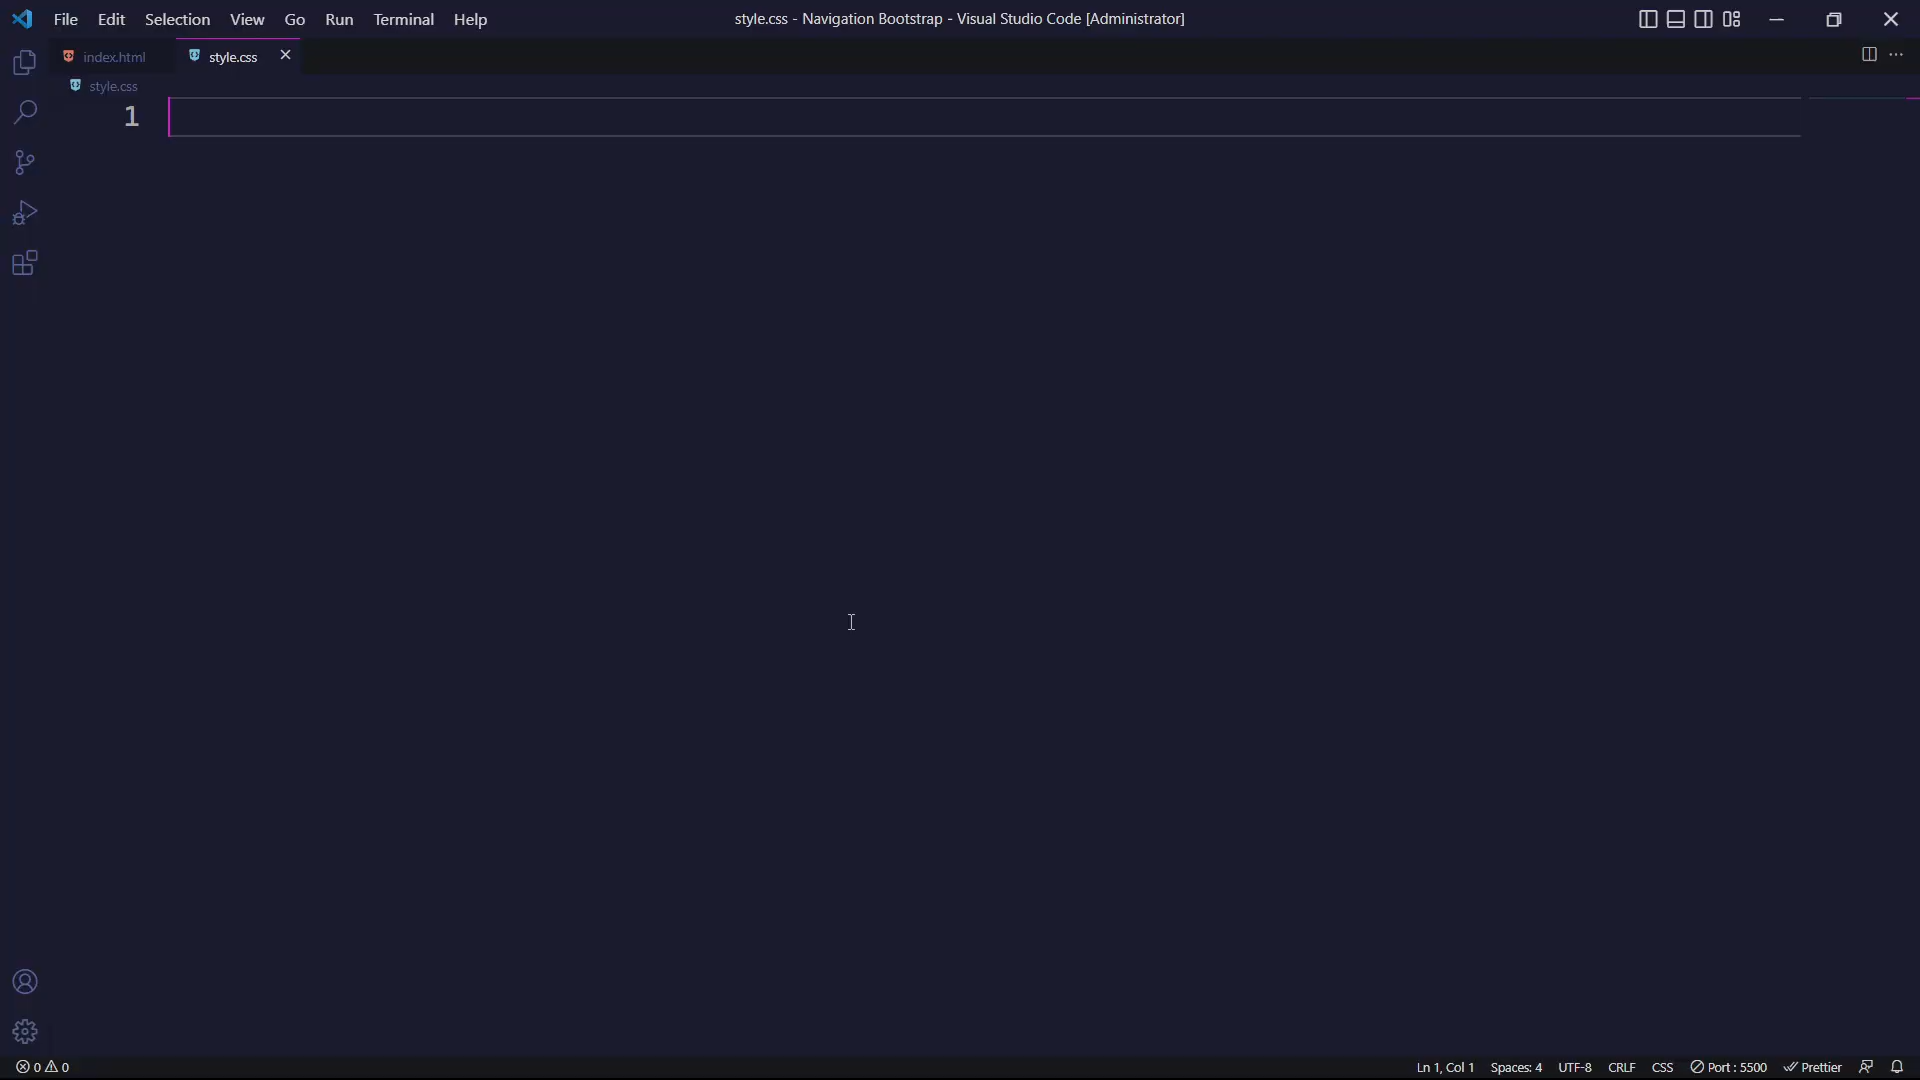 File Edit Selection View Go Run Terminal Help
style.css - Navigation Bootstrap - Visual Studio Code [Administrator]
index.html
style.css
style.css
1
0 0
Ln 1, Col 1
Spaces: 4
UTF-8
CRLF
CSS
Port : 5500
Prettier